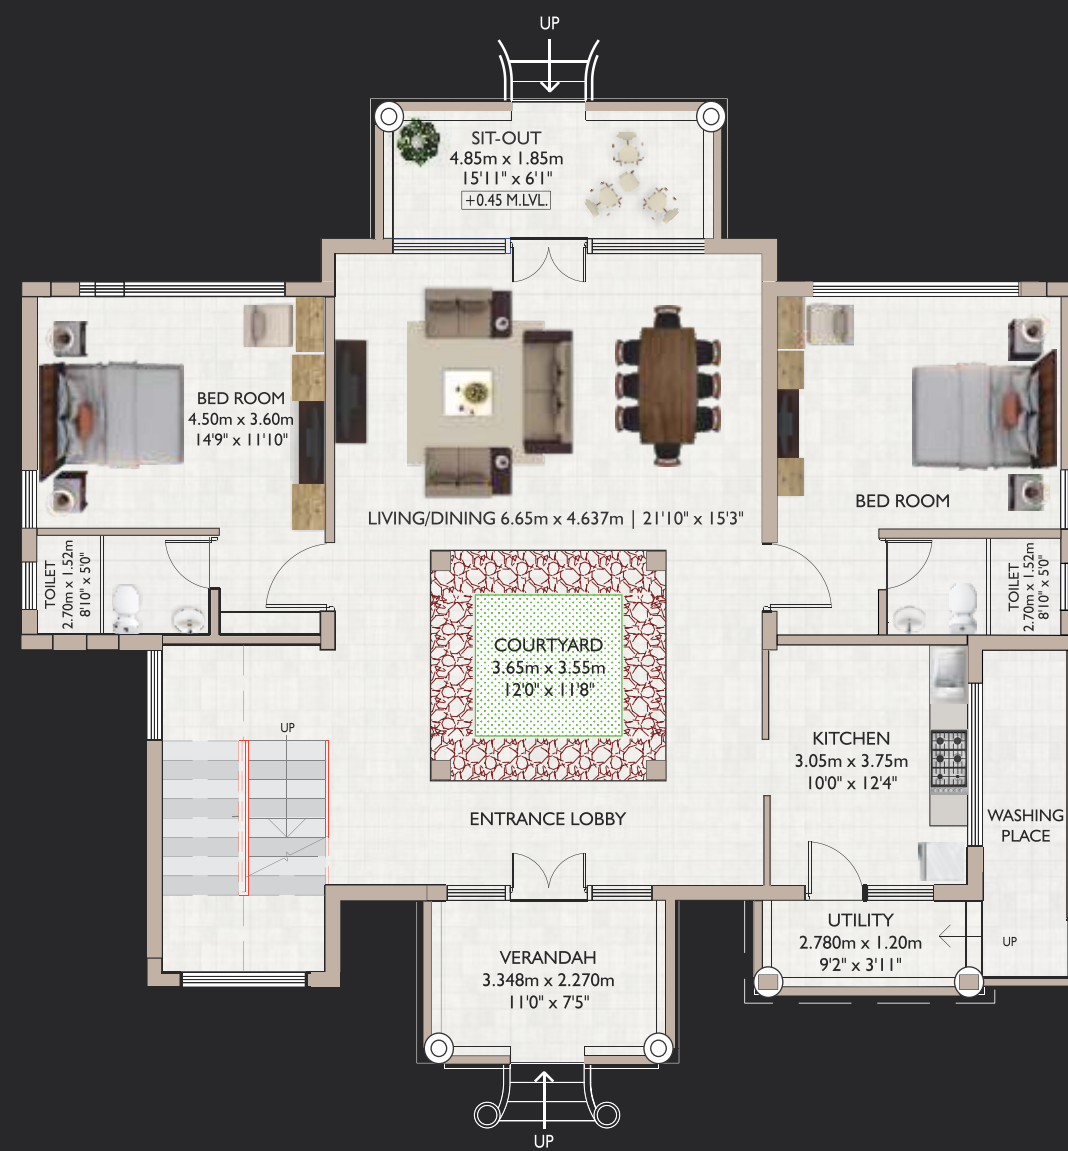 UP
SIT-OUT
4.85m x 1.85m
15'11" x 6'1"
+0.45 M.LVL.
BED ROOM
4.50m x 3.60m
14'9" x 11'10"
LIVING/DINING 6.65m x 4.637m | 21'10" x 15'3"
BED ROOM
TOILET
2.70m x 1.52m
8'10" x 5'0"
TOILET
2.70m x 1.52m
8'10" x 5'0"
COURTYARD
3.65m x 3.55m
12'0" x 11'8"
UP
KITCHEN
3.05m x 3.75m
10'0" x 12'4"
ENTRANCE LOBBY
WASHING
PLACE
UTILITY
2.780m x 1.20m
9'2" x 3'11"
UP
VERANDAH
3.348m x 2.270m
11'0" x 7'5"
UP